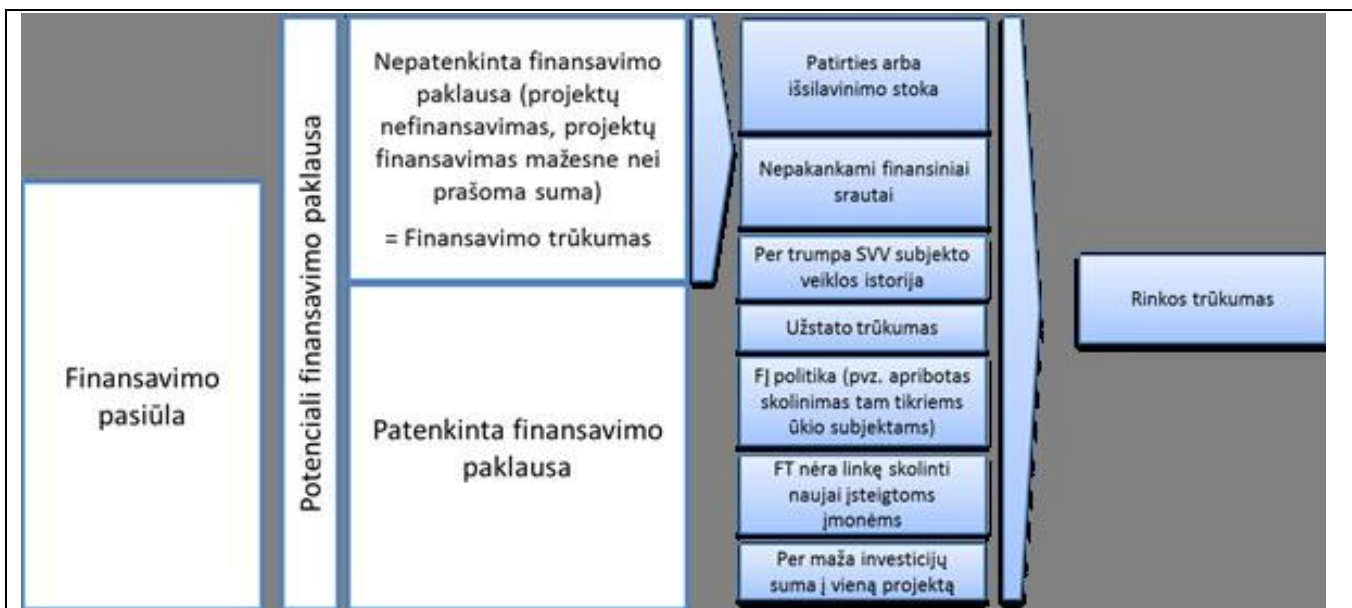 Finansavimo
pasiūla
Potenciali finansavimo paklausa
Nepatenkinta finansavimo
paklausa (projektų
nefinansavimas, projektų
finansavimas mažesne nei
prašoma suma)
= Finansavimo trūkumas
Patenkinta finansavimo
paklausa
Patirties arba
išsilavinimo stoka
Nepakankami finansiniai
srautai
Per trumpa SVV subjekto
veiklos istorija
Užstato trūkumas
FĮ politika (pvz. apribotas
skolinimas tam tikriems
ūkio subjektams)
FT nėra linkę skolinti
naujai įsteigtoms
įmonėms
Per maža investicijų
suma į vieną projektą
Rinkos trūkumas